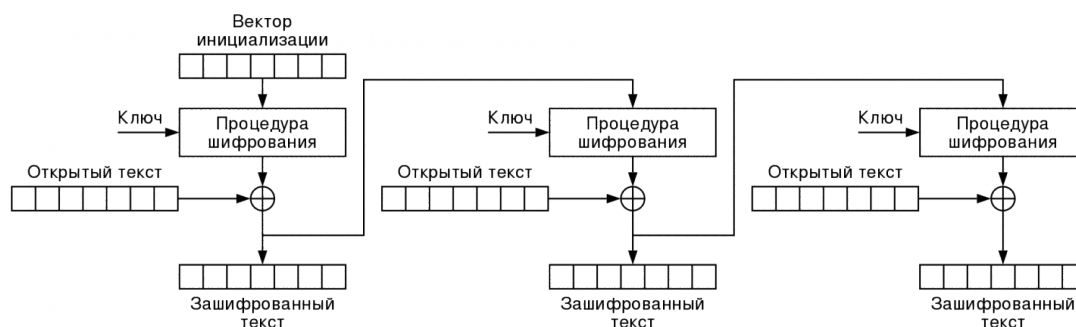 Вектор
инициализации
Ключ
Процедура
шифрования
Ключ
Процедура
шифрования
Ключ
Процедура
шифрования
Открытый текст
Открытый текст
Открытый текст
Зашифрованный
текст
Зашифрованный
текст
Зашифрованный
текст